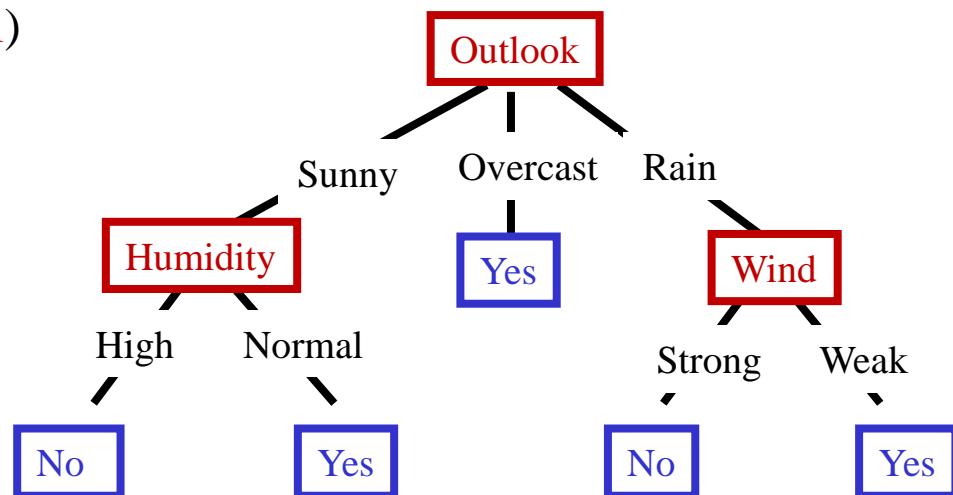 )
Outlook
Sunny Overcast Rain
Humidity Yes Wind
High Normal Strong Weak
No Yes No Yes